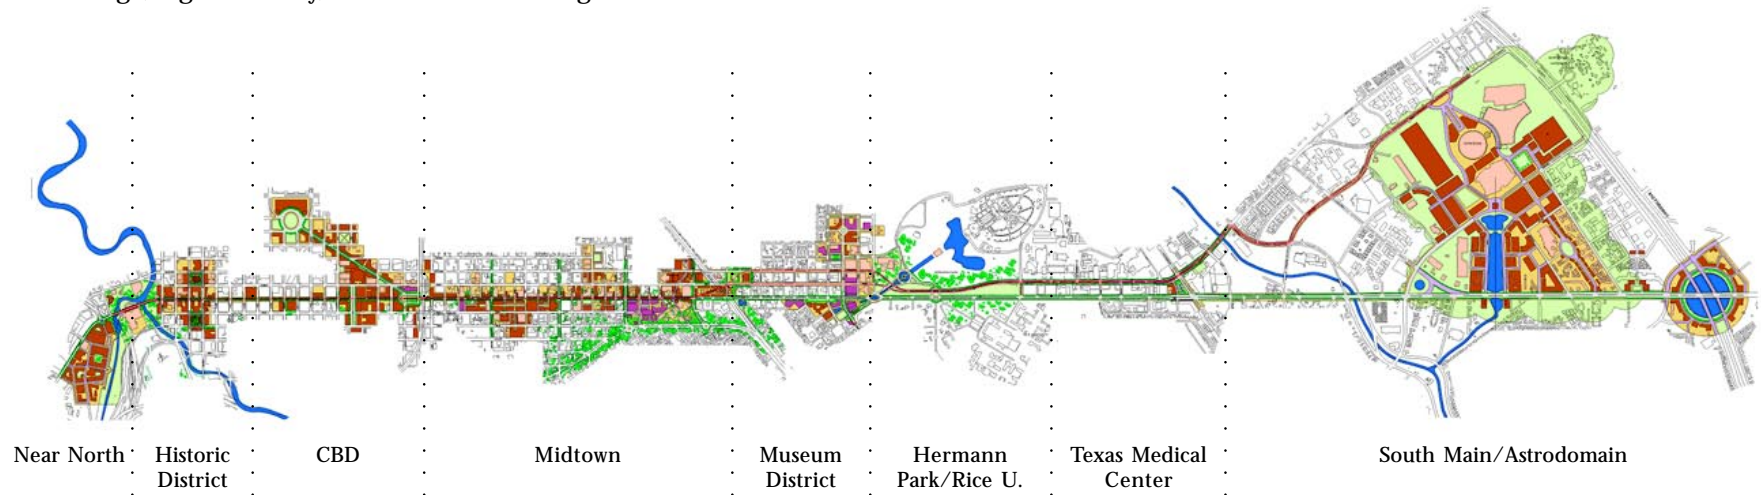 Near North
Historic
District
CBD
Midtown
Museum
District
Hermann
Park/Rice U.
Texas Medical
Center
South Main/Astrodomain